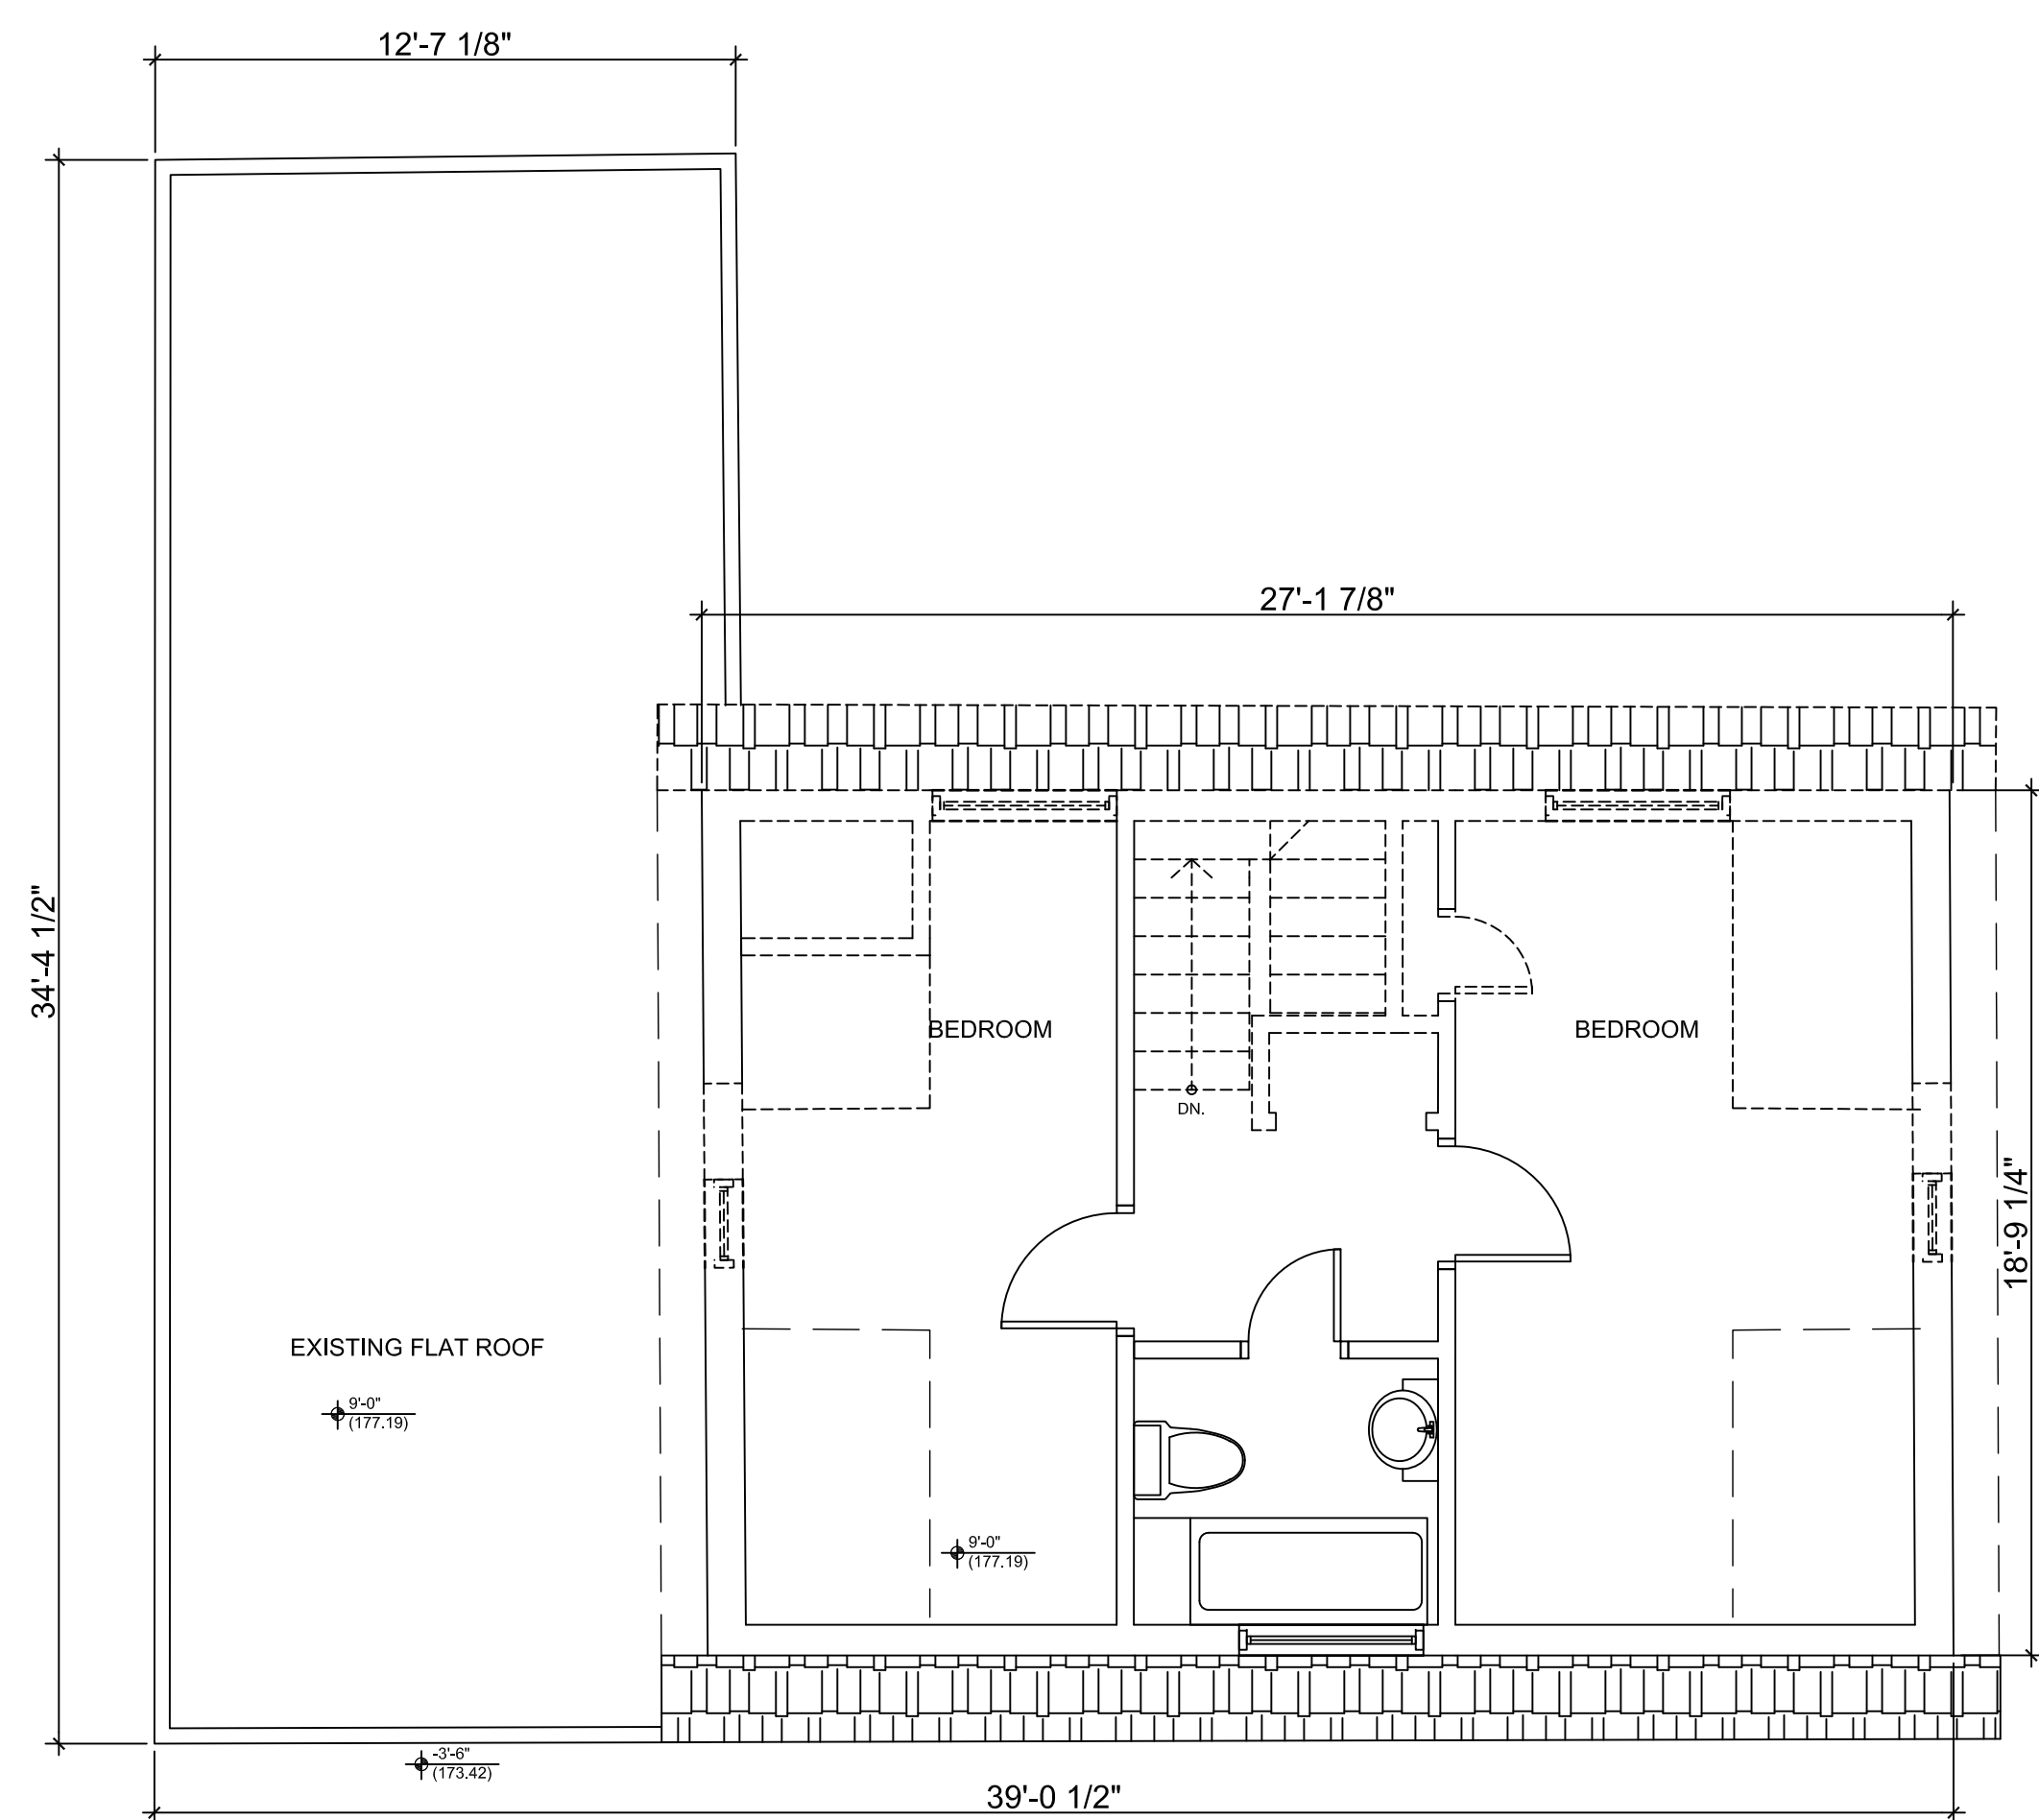 12'-7 1/8"
27'-1 7/8"
34'-4 1/2"
BEDROOM
BEDROOM
DN.
18'-9 1/4"
EXISTING FLAT ROOF
9'-0"
(177.19)
9'-0"
(177.19)
-3'-6"
(173.42)
39'-0 1/2"